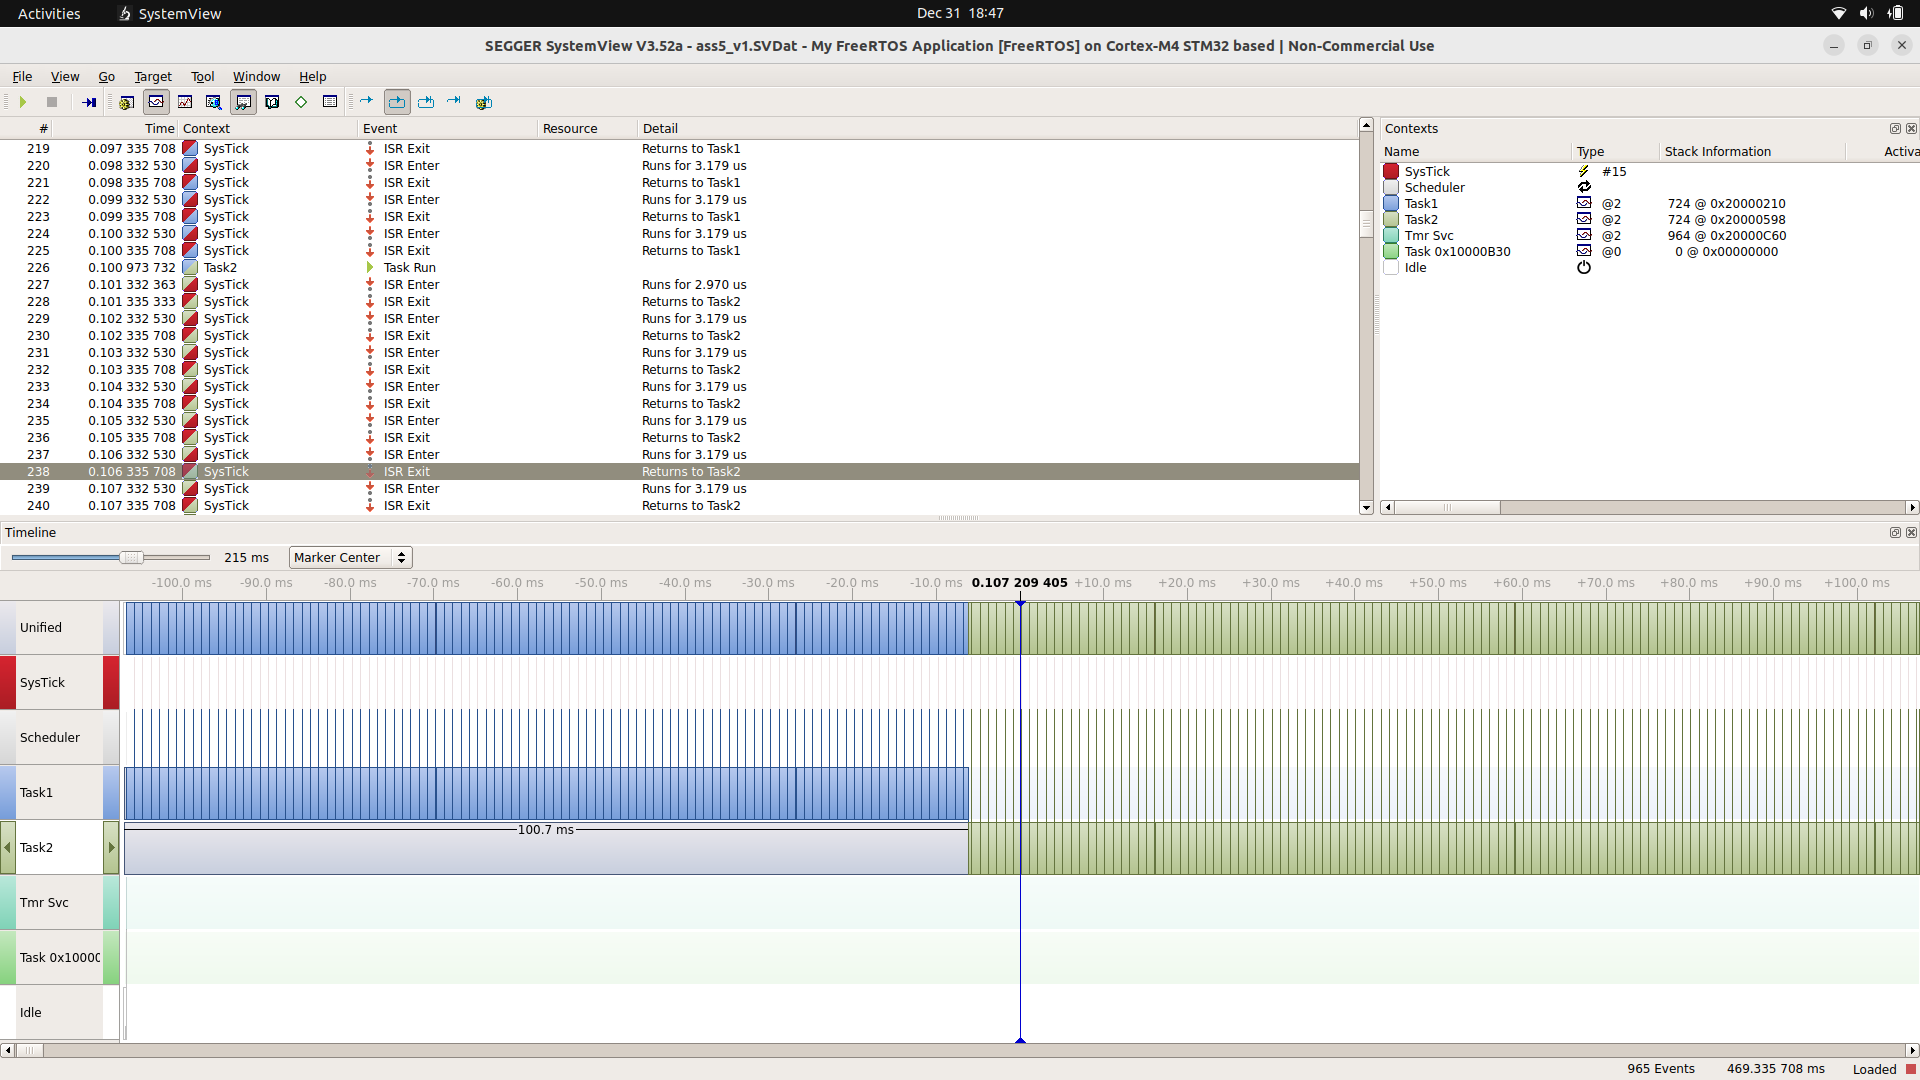 Activities SystemView Dec 31 18:47
SEGGER SystemView V3.52a - ass5_v1.SVDat - My FreeRTOS Application [FreeRTOS] on Cortex-M4 STM32 based | Non-Commercial Use
File View Go Target Tool Window Help
# Time Context Event Resource Detail
219 0.097 335 708 SysTick ISR Exit Returns to Task1
220 0.098 332 530 SysTick ISR Enter Runs for 3.179 us
221 0.098 335 708 SysTick ISR Exit Returns to Task1
222 0.099 332 530 SysTick ISR Enter Runs for 3.179 us
223 0.099 335 708 SysTick ISR Exit Returns to Task1
224 0.100 332 530 SysTick ISR Enter Runs for 3.179 us
225 0.100 335 708 SysTick ISR Exit Returns to Task1
226 0.100 973 732 Task2 Task Run
227 0.101 332 363 SysTick ISR Enter Runs for 2.970 us
228 0.101 335 333 SysTick ISR Exit Returns to Task2
229 0.102 332 530 SysTick ISR Enter Runs for 3.179 us
230 0.102 335 708 SysTick ISR Exit Returns to Task2
231 0.103 332 530 SysTick ISR Enter Runs for 3.179 us
232 0.103 335 708 SysTick ISR Exit Returns to Task2
233 0.104 332 530 SysTick ISR Enter Runs for 3.179 us
234 0.104 335 708 SysTick ISR Exit Returns to Task2
235 0.105 332 530 SysTick ISR Enter Runs for 3.179 us
236 0.105 335 708 SysTick ISR Exit Returns to Task2
237 0.106 332 530 SysTick ISR Enter Runs for 3.179 us
238 0.106 335 708 SysTick ISR Exit Returns to Task2
239 0.107 332 530 SysTick ISR Enter Runs for 3.179 us
240 0.107 335 708 SysTick ISR Exit Returns to Task2
Contexts
Name Type Stack Information Activa
SysTick #15
Scheduler
Task1 @2 724 @ 0x20000210
Task2 @2 724 @ 0x20000598
Tmr Svc @2 964 @ 0x20000C60
Task 0x10000B30 @0 0 @ 0x00000000
Idle
Timeline
215 ms Marker Center
-100.0 ms -90.0 ms -80.0 ms -70.0 ms -60.0 ms -50.0 ms -40.0 ms -30.0 ms -20.0 ms -10.0 ms 0.107 209 405 +10.0 ms +20.0 ms +30.0 ms +40.0 ms +50.0 ms +60.0 ms +70.0 ms +80.0 ms +90.0 ms +100.0 ms
Unified
SysTick
Scheduler
Task1
Task2 100.7 ms
Tmr Svc
Task 0x1000
Idle
965 Events 469.335 708 ms Loaded